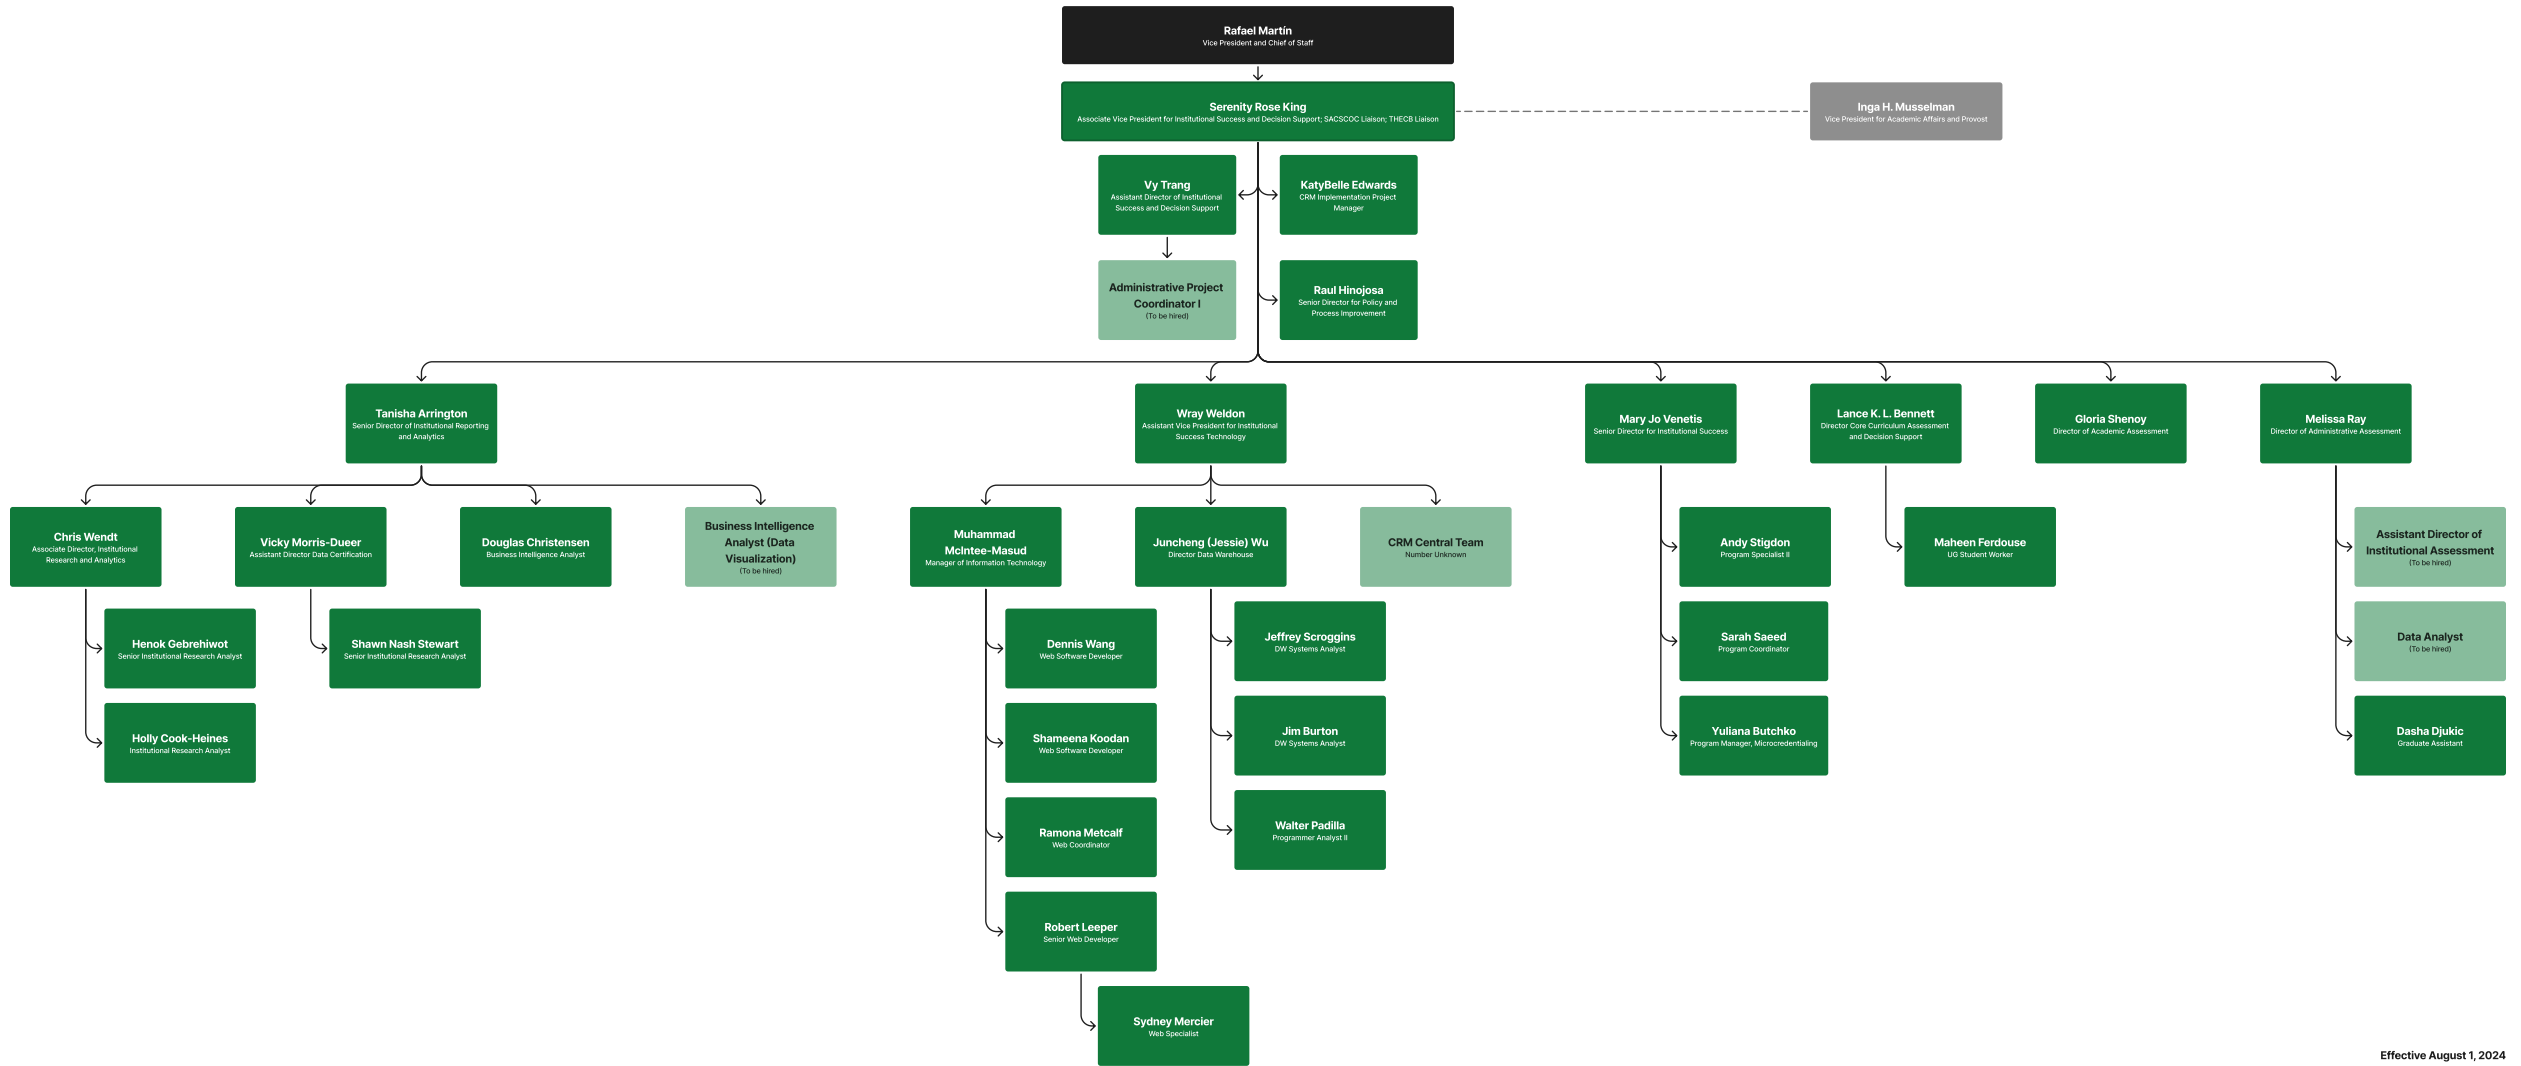 Rafael Martín
Vice President and Chief of Staff
Serenity Rose King
Associate Vice President for Institutional Success and Decision Support; SACSCOC Liaison; THECB Liaison
Inga H. Musselman
Vice President for Academic Affairs and Provost
Vy Trang
Assistant Director of Institutional
Success and Decision Support
KatyBelle Edwards
CRM Implementation Project
Manager
Administrative Project
Coordinator I
(To be hired)
Raul Hinojosa
Senior Director for Policy and
Process Improvement
Tanisha Arrington
Senior Director of Institutional Reporting
and Analytics
Wray Weldon
Assistant Vice President for Institutional
Success Technology
Mary Jo Venetis
Senior Director for Institutional Success
Lance K. L. Bennett
Director Core Curriculum Assessment
and Decision Support
Gloria Shenoy
Director of Academic Assessment
Melissa Ray
Director of Administrative Assessment
Chris Wendt
Associate Director, Institutional
Research and Analytics
Vicky Morris-Dueer
Assistant Director Data Certification
Douglas Christensen
Business Intelligence Analyst
Business Intelligence
Analyst (Data
Visualization)
(To be hired)
Muhammad
McIntee-Masud
Manager of Information Technology
Juncheng (Jessie) Wu
Director Data Warehouse
CRM Central Team
Number Unknown
Andy Stigdon
Program Specialist II
Maheen Ferdouse
UG Student Worker
Assistant Director of
Institutional Assessment
(To be hired)
Henok Gebrehiwot
Senior Institutional Research Analyst
Shawn Nash Stewart
Senior Institutional Research Analyst
Dennis Wang
Web Software Developer
Jeffrey Scroggins
DW Systems Analyst
Sarah Saeed
Program Coordinator
Data Analyst
(To be hired)
Holly Cook-Heines
Institutional Research Analyst
Shameena Koodan
Web Software Developer
Jim Burton
DW Systems Analyst
Yuliana Butchko
Program Manager, Microcredentialing
Dasha Djukic
Graduate Assistant
Ramona Metcalf
Web Coordinator
Walter Padilla
Programmer Analyst II
Robert Leeper
Senior Web Developer
Sydney Mercier
Web Specialist
Effective August 1, 2024